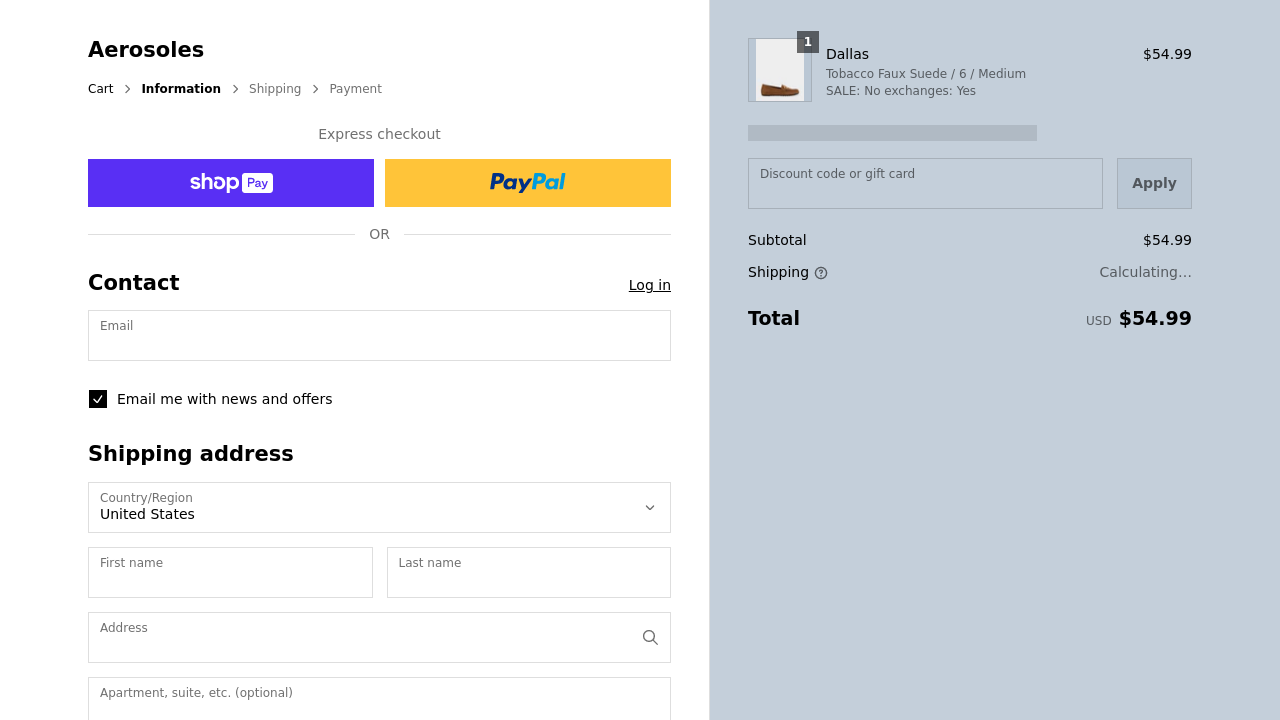 Aerosoles
Cart
Information
Shipping
Payment
Express checkout
shop Pay
PayPal
OR
Contact
Log in
Email
Email me with news and offers
Shipping address
Country/Region
United States
First name
Last name
Address
Apartment, suite, etc. (optional)
1
Dallas
$54.99
Tobacco Faux Suede / 6 / Medium
SALE: No exchanges: Yes
Discount code or gift card
Apply
Subtotal
$54.99
Shipping
Calculating...
Total
USD $54.99